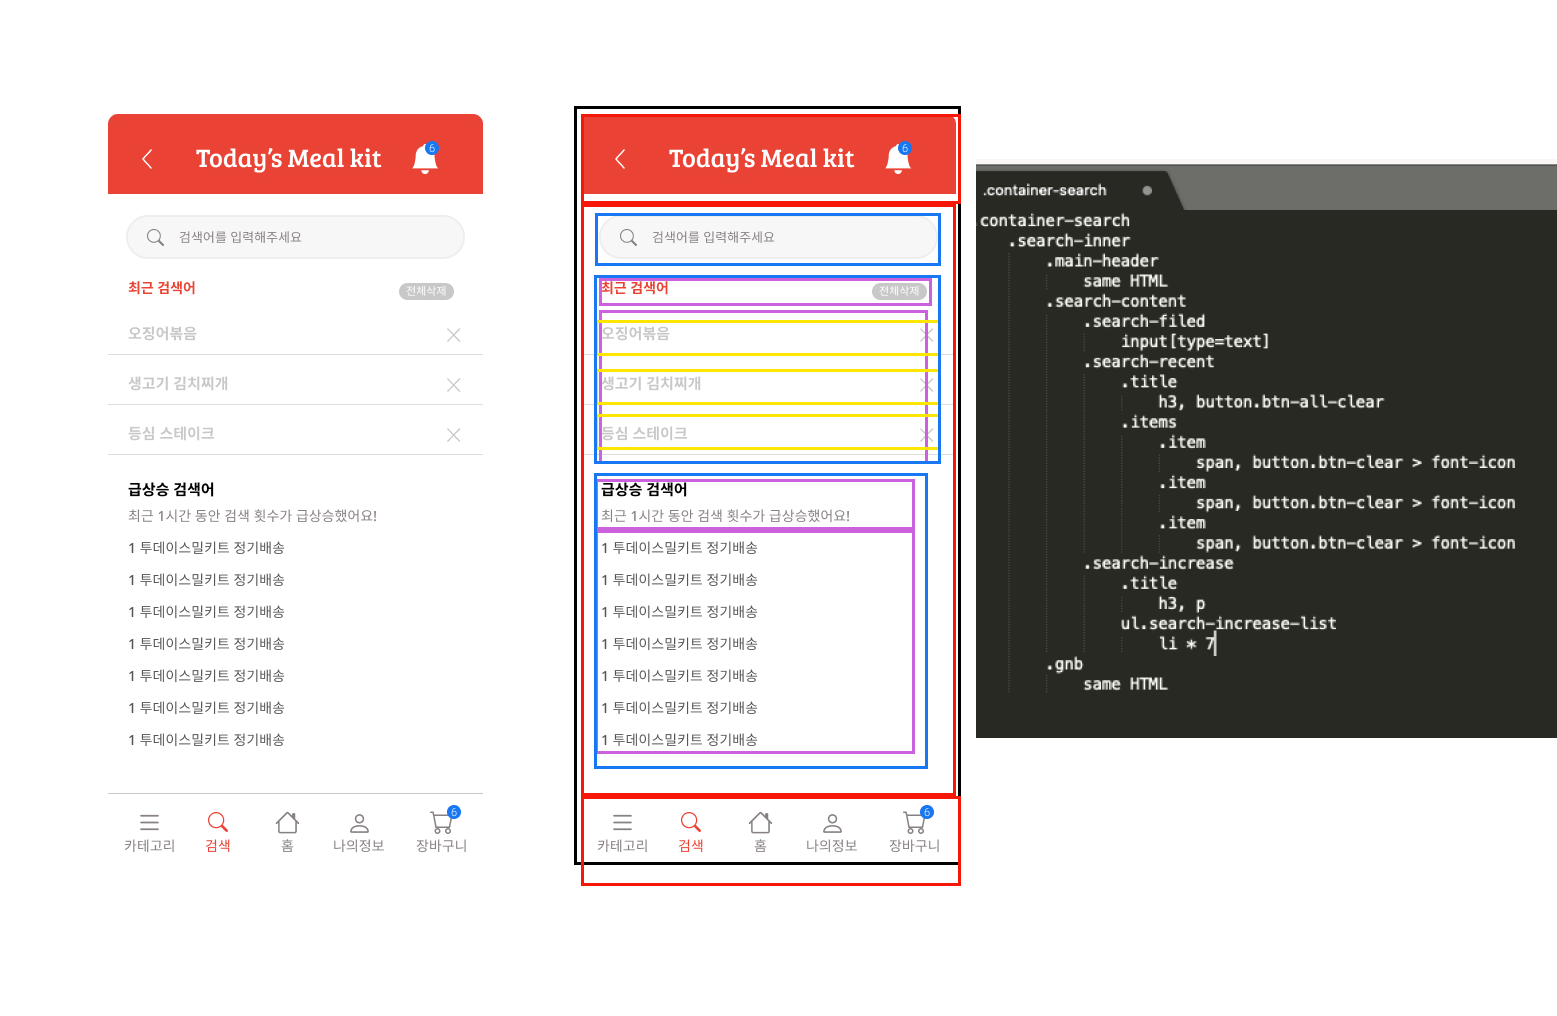 Today's Meal kit
6
검색어를 입력해주세요
최근 검색어
전체삭제
오징어볶음
생고기 김치찌개
등심 스테이크
급상승 검색어
최근 1시간 동안 검색 횟수가 급상승했어요!
1 투데이스밀키트 정기배송
1 투데이스밀키트 정기배송
1 투데이스밀키트 정기배송
1 투데이스밀키트 정기배송
1 투데이스밀키트 정기배송
1 투데이스밀키트 정기배송
1 투데이스밀키트 정기배송
6
카테고리 검색 홈 나의정보 장바구니
Today's Meal kit
6
검색어를 입력해주세요
최근 검색어
전체삭제
오징어볶음
생고기 김치찌개
등심 스테이크
급상승 검색어
최근 1시간 동안 검색 횟수가 급상승했어요!
1 투데이스밀키트 정기배송
1 투데이스밀키트 정기배송
1 투데이스밀키트 정기배송
1 투데이스밀키트 정기배송
1 투데이스밀키트 정기배송
1 투데이스밀키트 정기배송
1 투데이스밀키트 정기배송
6
카테고리 검색 홈 나의정보 장바구니
.container-search
.container-search
.search-inner
.main-header
same HTML
.search-content
.search-filed
input[type=text]
.search-recent
.title
h3, button.btn-all-clear
.items
.item
span, button.btn-clear > font-icon
.item
span, button.btn-clear > font-icon
.item
span, button.btn-clear > font-icon
.search-increase
.title
h3, p
ul.search-increase-list
li * 7
.gnb
same HTML